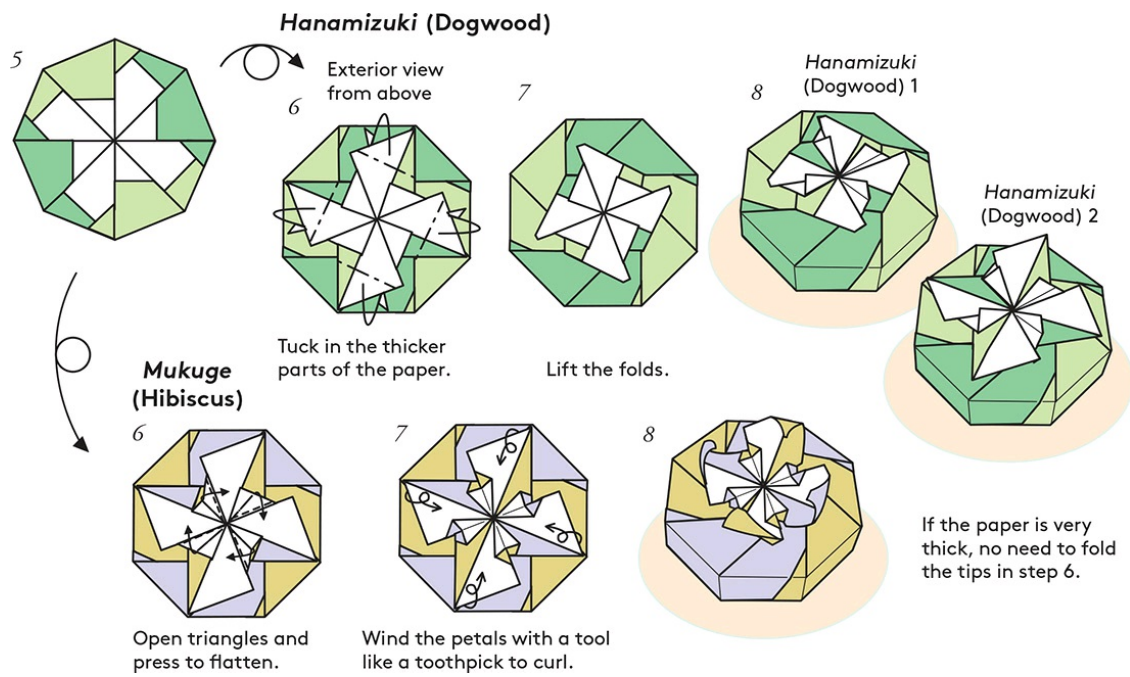 Hanamizuki (Dogwood)
5
Exterior view
from above
6
Tuck in the thicker
parts of the paper.
7
Lift the folds.
8
Hanamizuki
(Dogwood) 1
Hanamizuki
(Dogwood) 2
Mukuge
(Hibiscus)
6
Open triangles and
press to flatten.
7
Wind the petals with a tool
like a toothpick to curl.
8
If the paper is very
thick, no need to fold
the tips in step 6.